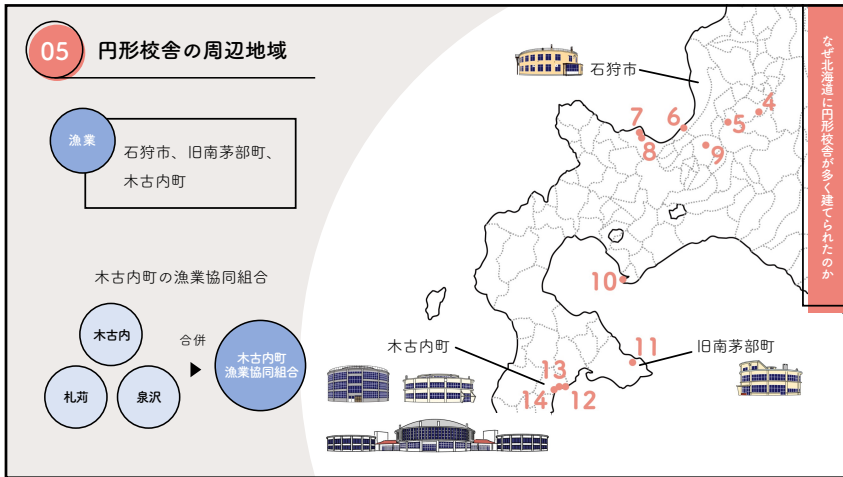 05
円形校舎の周辺地域
漁業
石狩市、旧南茅部町、
木古内町
木古内町の漁業協同組合
木古内
札苅
泉沢
合併
木古内町
漁業協同組合
石狩市
4
5
6
7
8
9
10
木古内町
旧南茅部町
11
13
14
12
なぜ北海道に円形校舎が多く建てられたのか